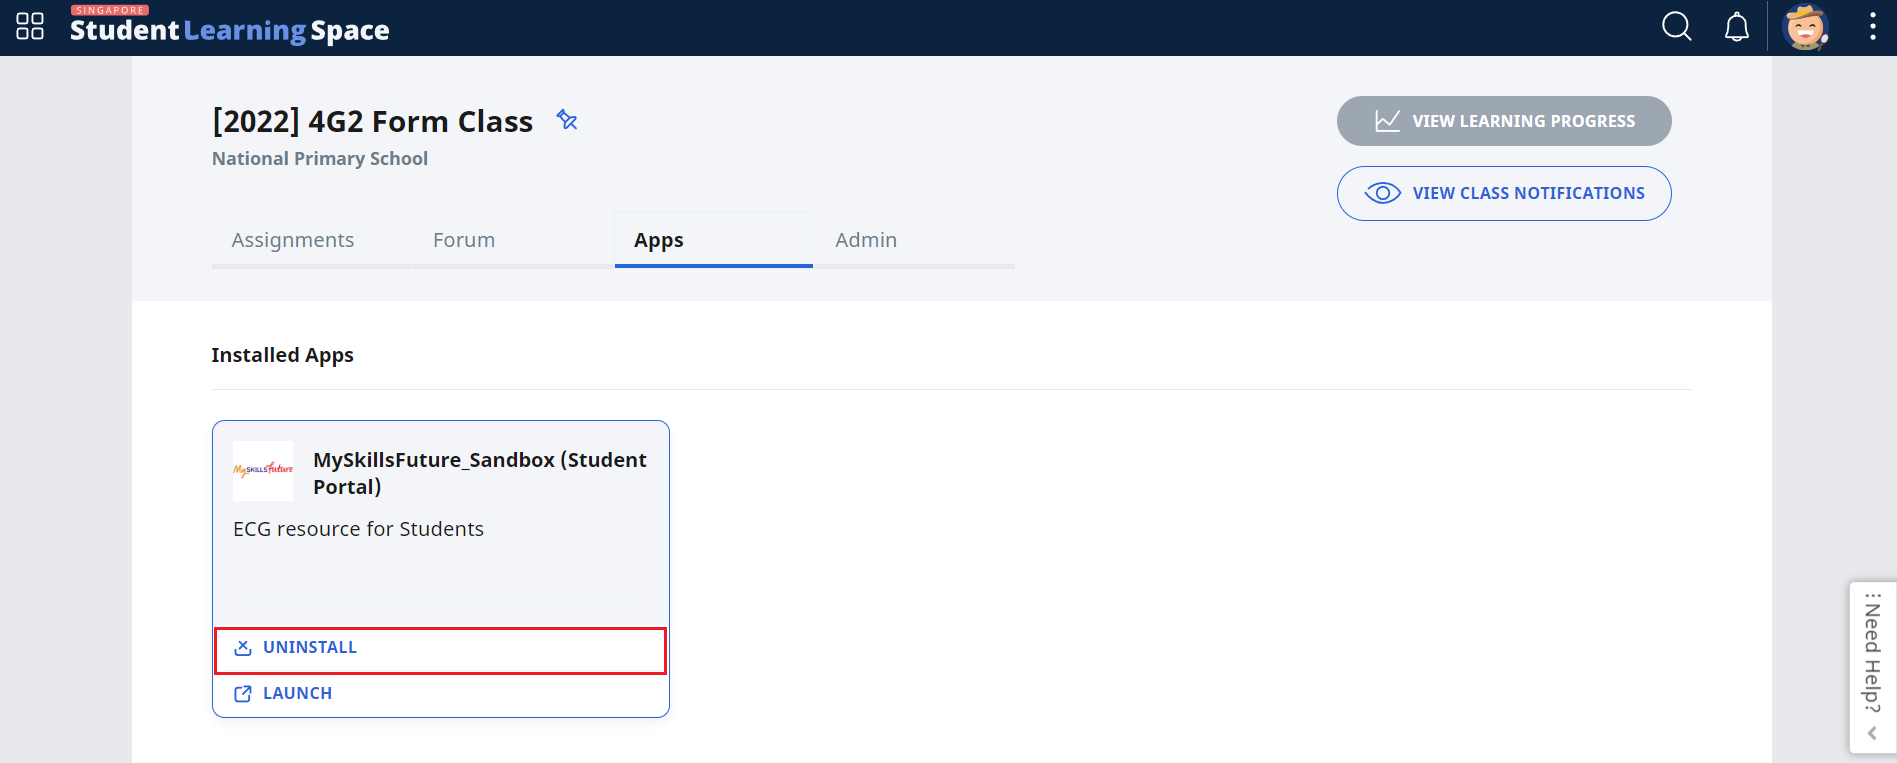 SINGAPORE
Student Learning Space
[2022] 4G2 Form Class
National Primary School
VIEW LEARNING PROGRESS
VIEW CLASS NOTIFICATIONS
Assignments Forum Apps Admin
Installed Apps
MySKILLSfuture
MySkillsFuture_Sandbox (Student
Portal)
ECG resource for Students
UNINSTALL
LAUNCH
Need Help?